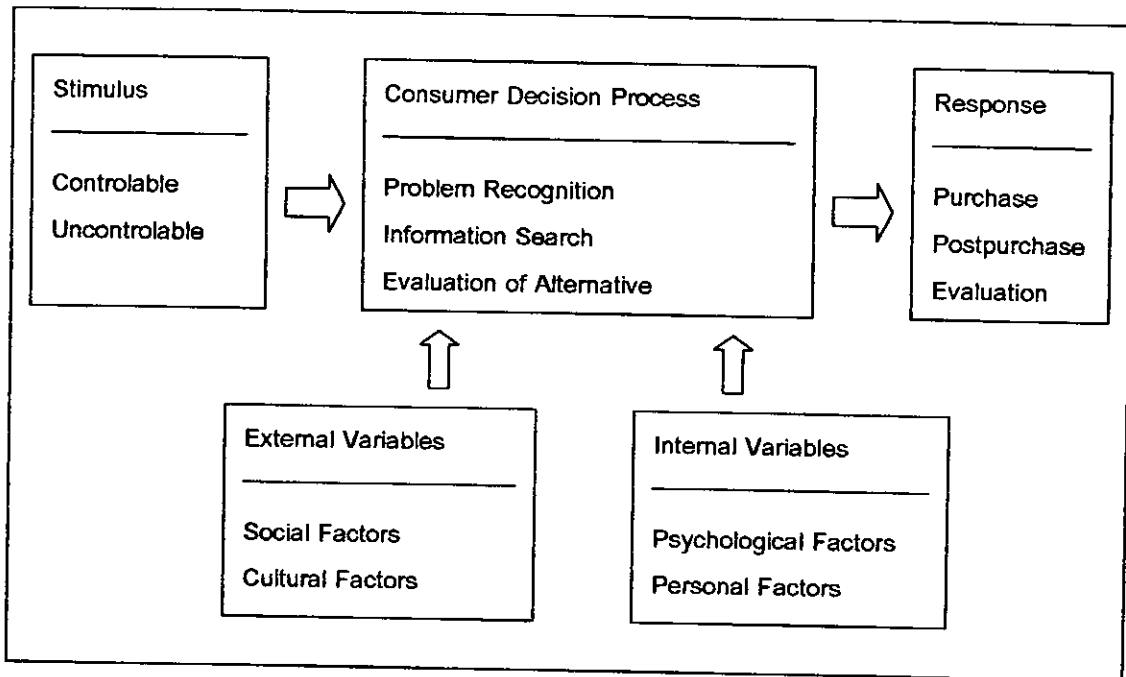 Stimulus
Controlable
Uncontrolable
Consumer Decision Process
Problem Recognition
Information Search
Evaluation of Alternative
Response
Purchase
Postpurchase
Evaluation
External Variables
Social Factors
Cultural Factors
Internal Variables
Psychological Factors
Personal Factors